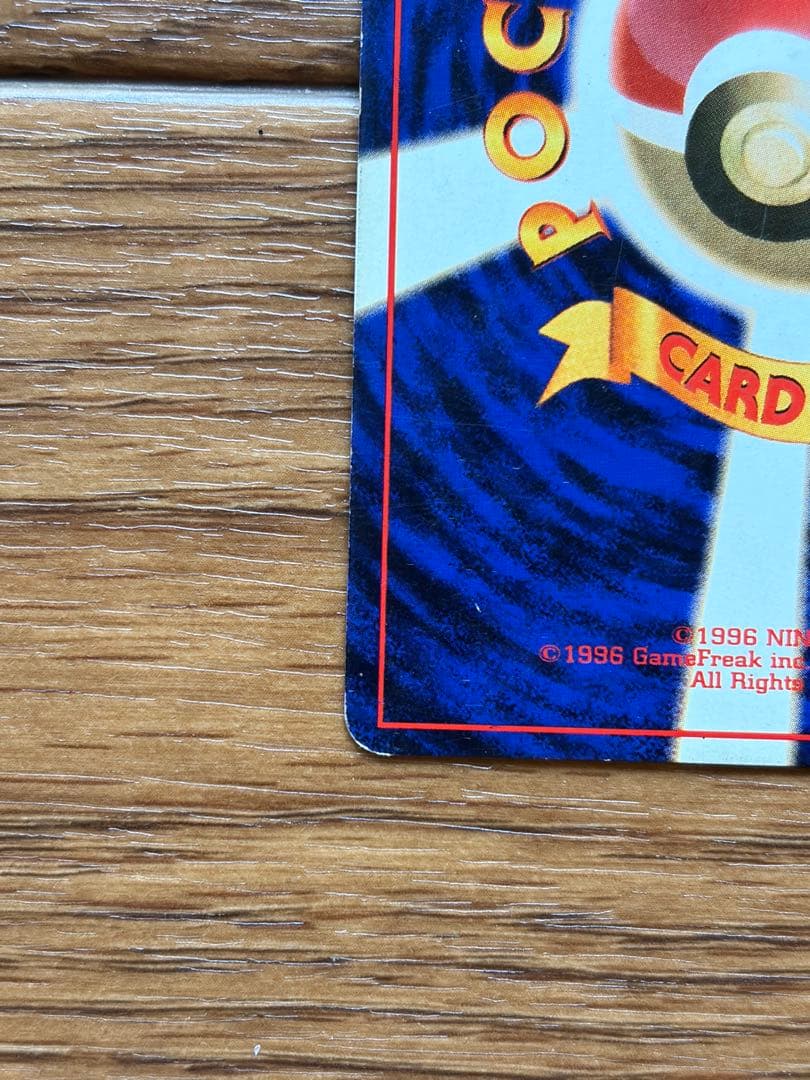 POC
CARD
©1996 NIN
©1996 GameFreak inc
All Rights